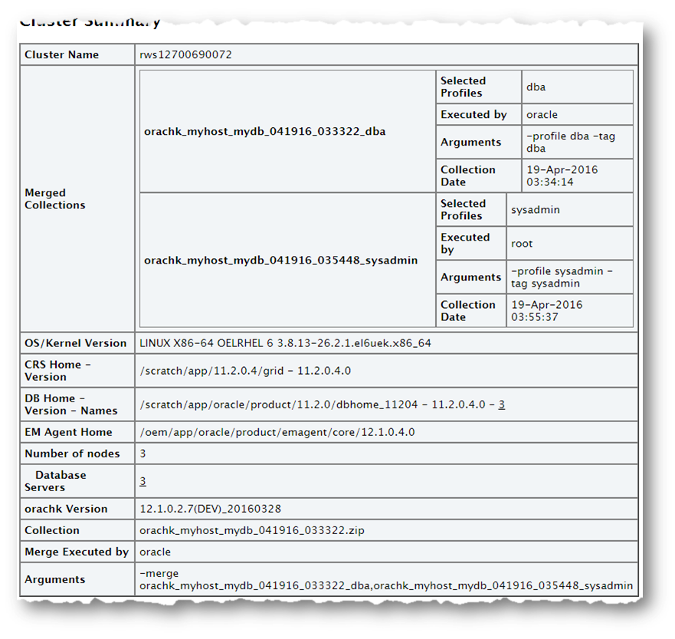 Cluster Summary
Cluster Name rws12700690072
Merged Collections
orachk_myhost_mydb_041916_033322_dba
Selected Profiles dba
Executed by oracle
Arguments -profile dba -tag dba
Collection Date 19-Apr-2016 03:34:14
orachk_myhost_mydb_041916_035448_sysadmin
Selected Profiles sysadmin
Executed by root
Arguments -profile sysadmin -tag sysadmin
Collection Date 19-Apr-2016 03:55:37
OS/Kernel Version LINUX X86-64 OELRHEL 6 3.8.13-26.2.1.el6uek.x86_64
CRS Home - Version /scratch/app/11.2.0.4/grid - 11.2.0.4.0
DB Home - Version - Names /scratch/app/oracle/product/11.2.0/dbhome_11204 - 11.2.0.4.0 - 3
EM Agent Home /oem/app/oracle/product/emagent/core/12.1.0.4.0
Number of nodes 3
Database Servers 3
orachk Version 12.1.0.2.7(DEV)_20160328
Collection orachk_myhost_mydb_041916_033322.zip
Merge Executed by oracle
Arguments -merge
orachk_myhost_mydb_041916_033322_dba,orachk_myhost_mydb_041916_035448_sysadmin